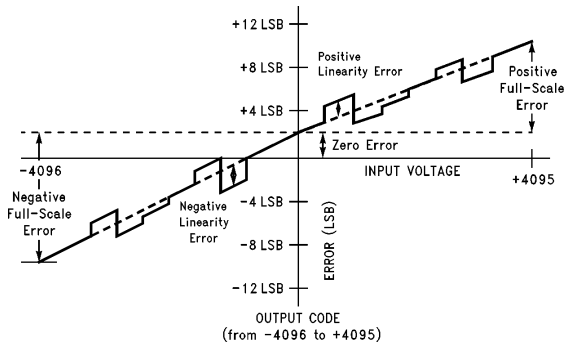 +12 LSB
+8 LSB
+4 LSB
Positive
Linearity Error
Positive
Full-Scale
Error
Zero Error
-4096
INPUT VOLTAGE
+4095
Negative
Full-Scale
Error
Negative
Linearity
Error
-4 LSB
-8 LSB
-12 LSB
ERROR (LSB)
OUTPUT CODE
(from -4096 to +4095)